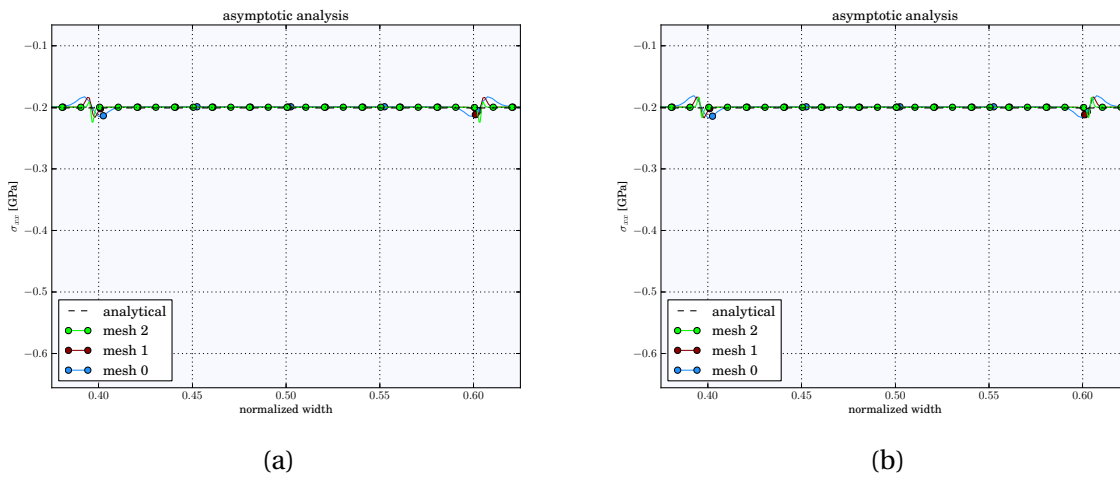 asymptotic analysis
−0.1
−0.2
−0.3
−0.4
−0.5
−0.6
σxx [GPa]
analytical
mesh 2
mesh 1
mesh 0
0.40 0.45 0.50 0.55 0.60
normalized width
(a)
asymptotic analysis
−0.1
−0.2
−0.3
−0.4
−0.5
−0.6
σxx [GPa]
analytical
mesh 2
mesh 1
mesh 0
0.40 0.45 0.50 0.55 0.60
normalized width
(b)